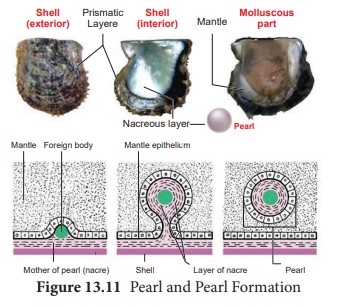 Shell
(exterior)
Prismatic
Layere
Shell
(interior)
Mantle
Molluscous
part
Nacreous layer
Pearl
Mantle Foreign body
Mantle epithelium
Mother of pearl (nacre)
Shell
Layer of nacre
Pearl
Figure 13.11 Pearl and Pearl Formation